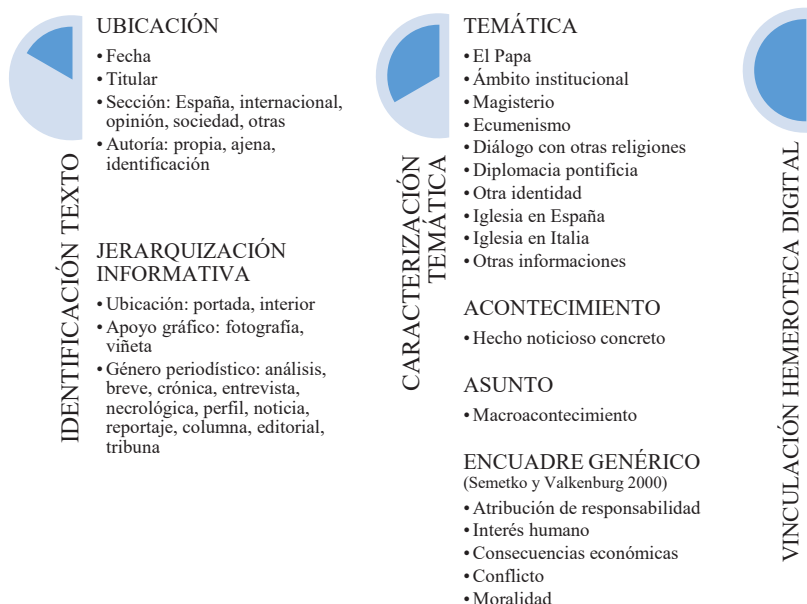 IDENTIFICACIÓN TEXTO
UBICACIÓN
• Fecha
• Titular
• Sección: España, internacional,
opinión, sociedad, otras
• Autoría: propia, ajena,
identificación
JERARQUIZACIÓN
INFORMATIVA
• Ubicación: portada, interior
• Apoyo gráfico: fotografía,
viñeta
• Género periodístico: análisis,
breve, crónica, entrevista,
necrológica, perfil, noticia,
reportaje, columna, editorial,
tribuna
CARACTERIZACIÓN
TEMÁTICA
TEMÁTICA
• El Papa
• Ámbito institucional
• Magisterio
• Ecumenismo
• Diálogo con otras religiones
• Diplomacia pontificia
• Otra identidad
• Iglesia en España
• Iglesia en Italia
• Otras informaciones
ACONTECIMIENTO
• Hecho noticioso concreto
ASUNTO
• Macroacontecimiento
ENCUADRE GENÉRICO
(Semetko y Valkenburg 2000)
• Atribución de responsabilidad
• Interés humano
• Consecuencias económicas
• Conflicto
• Moralidad
VINCULACIÓN HEMEROTECA DIGITAL